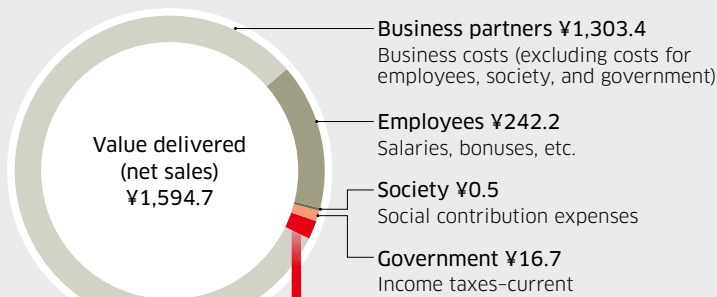 Business partners ¥1,303.4
Business costs (excluding costs for
employees, society, and government)
Value delivered
(net sales)
¥1,594.7
Employees ¥242.2
Salaries, bonuses, etc.
Society ¥0.5
Social contribution expenses
Government ¥16.7
Income taxes–current